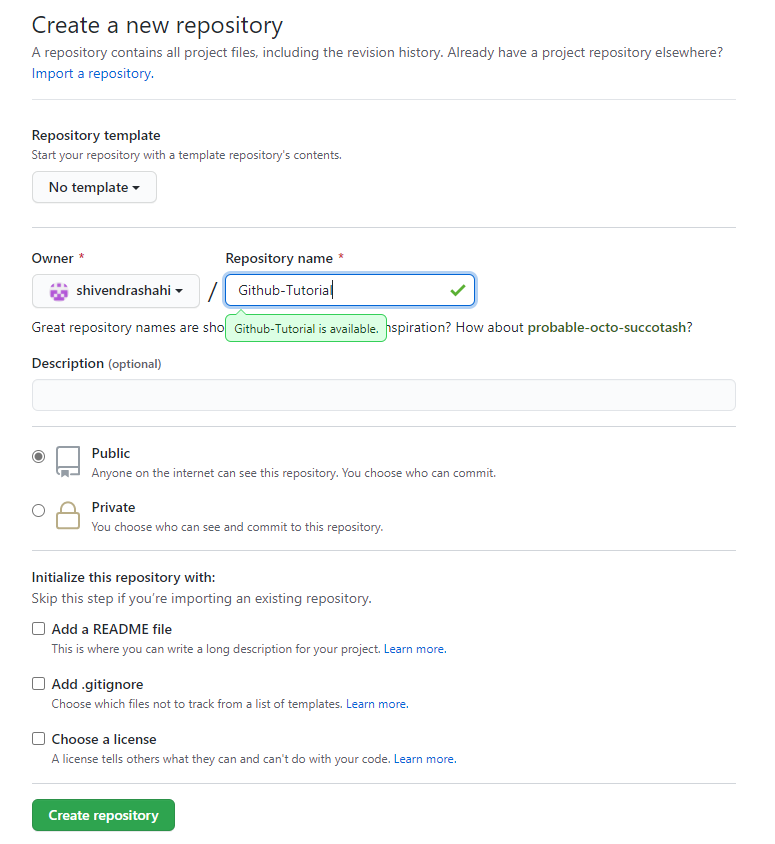 Create a new repository
A repository contains all project files, including the revision history. Already have a project repository elsewhere?
Import a repository.
Repository template
Start your repository with a template repository's contents.
No template
Owner * Repository name *
shivendrashahi / Github-Tutorial
Great repository names are sho nspiration? How about probable-octo-succotash?
Github-Tutorial is available.
Description (optional)
Public
Anyone on the internet can see this repository. You choose who can commit.
Private
You choose who can see and commit to this repository.
Initialize this repository with:
Skip this step if you're importing an existing repository.
Add a README file
This is where you can write a long description for your project. Learn more.
Add .gitignore
Choose which files not to track from a list of templates. Learn more.
Choose a license
A license tells others what they can and can't do with your code. Learn more.
Create repository